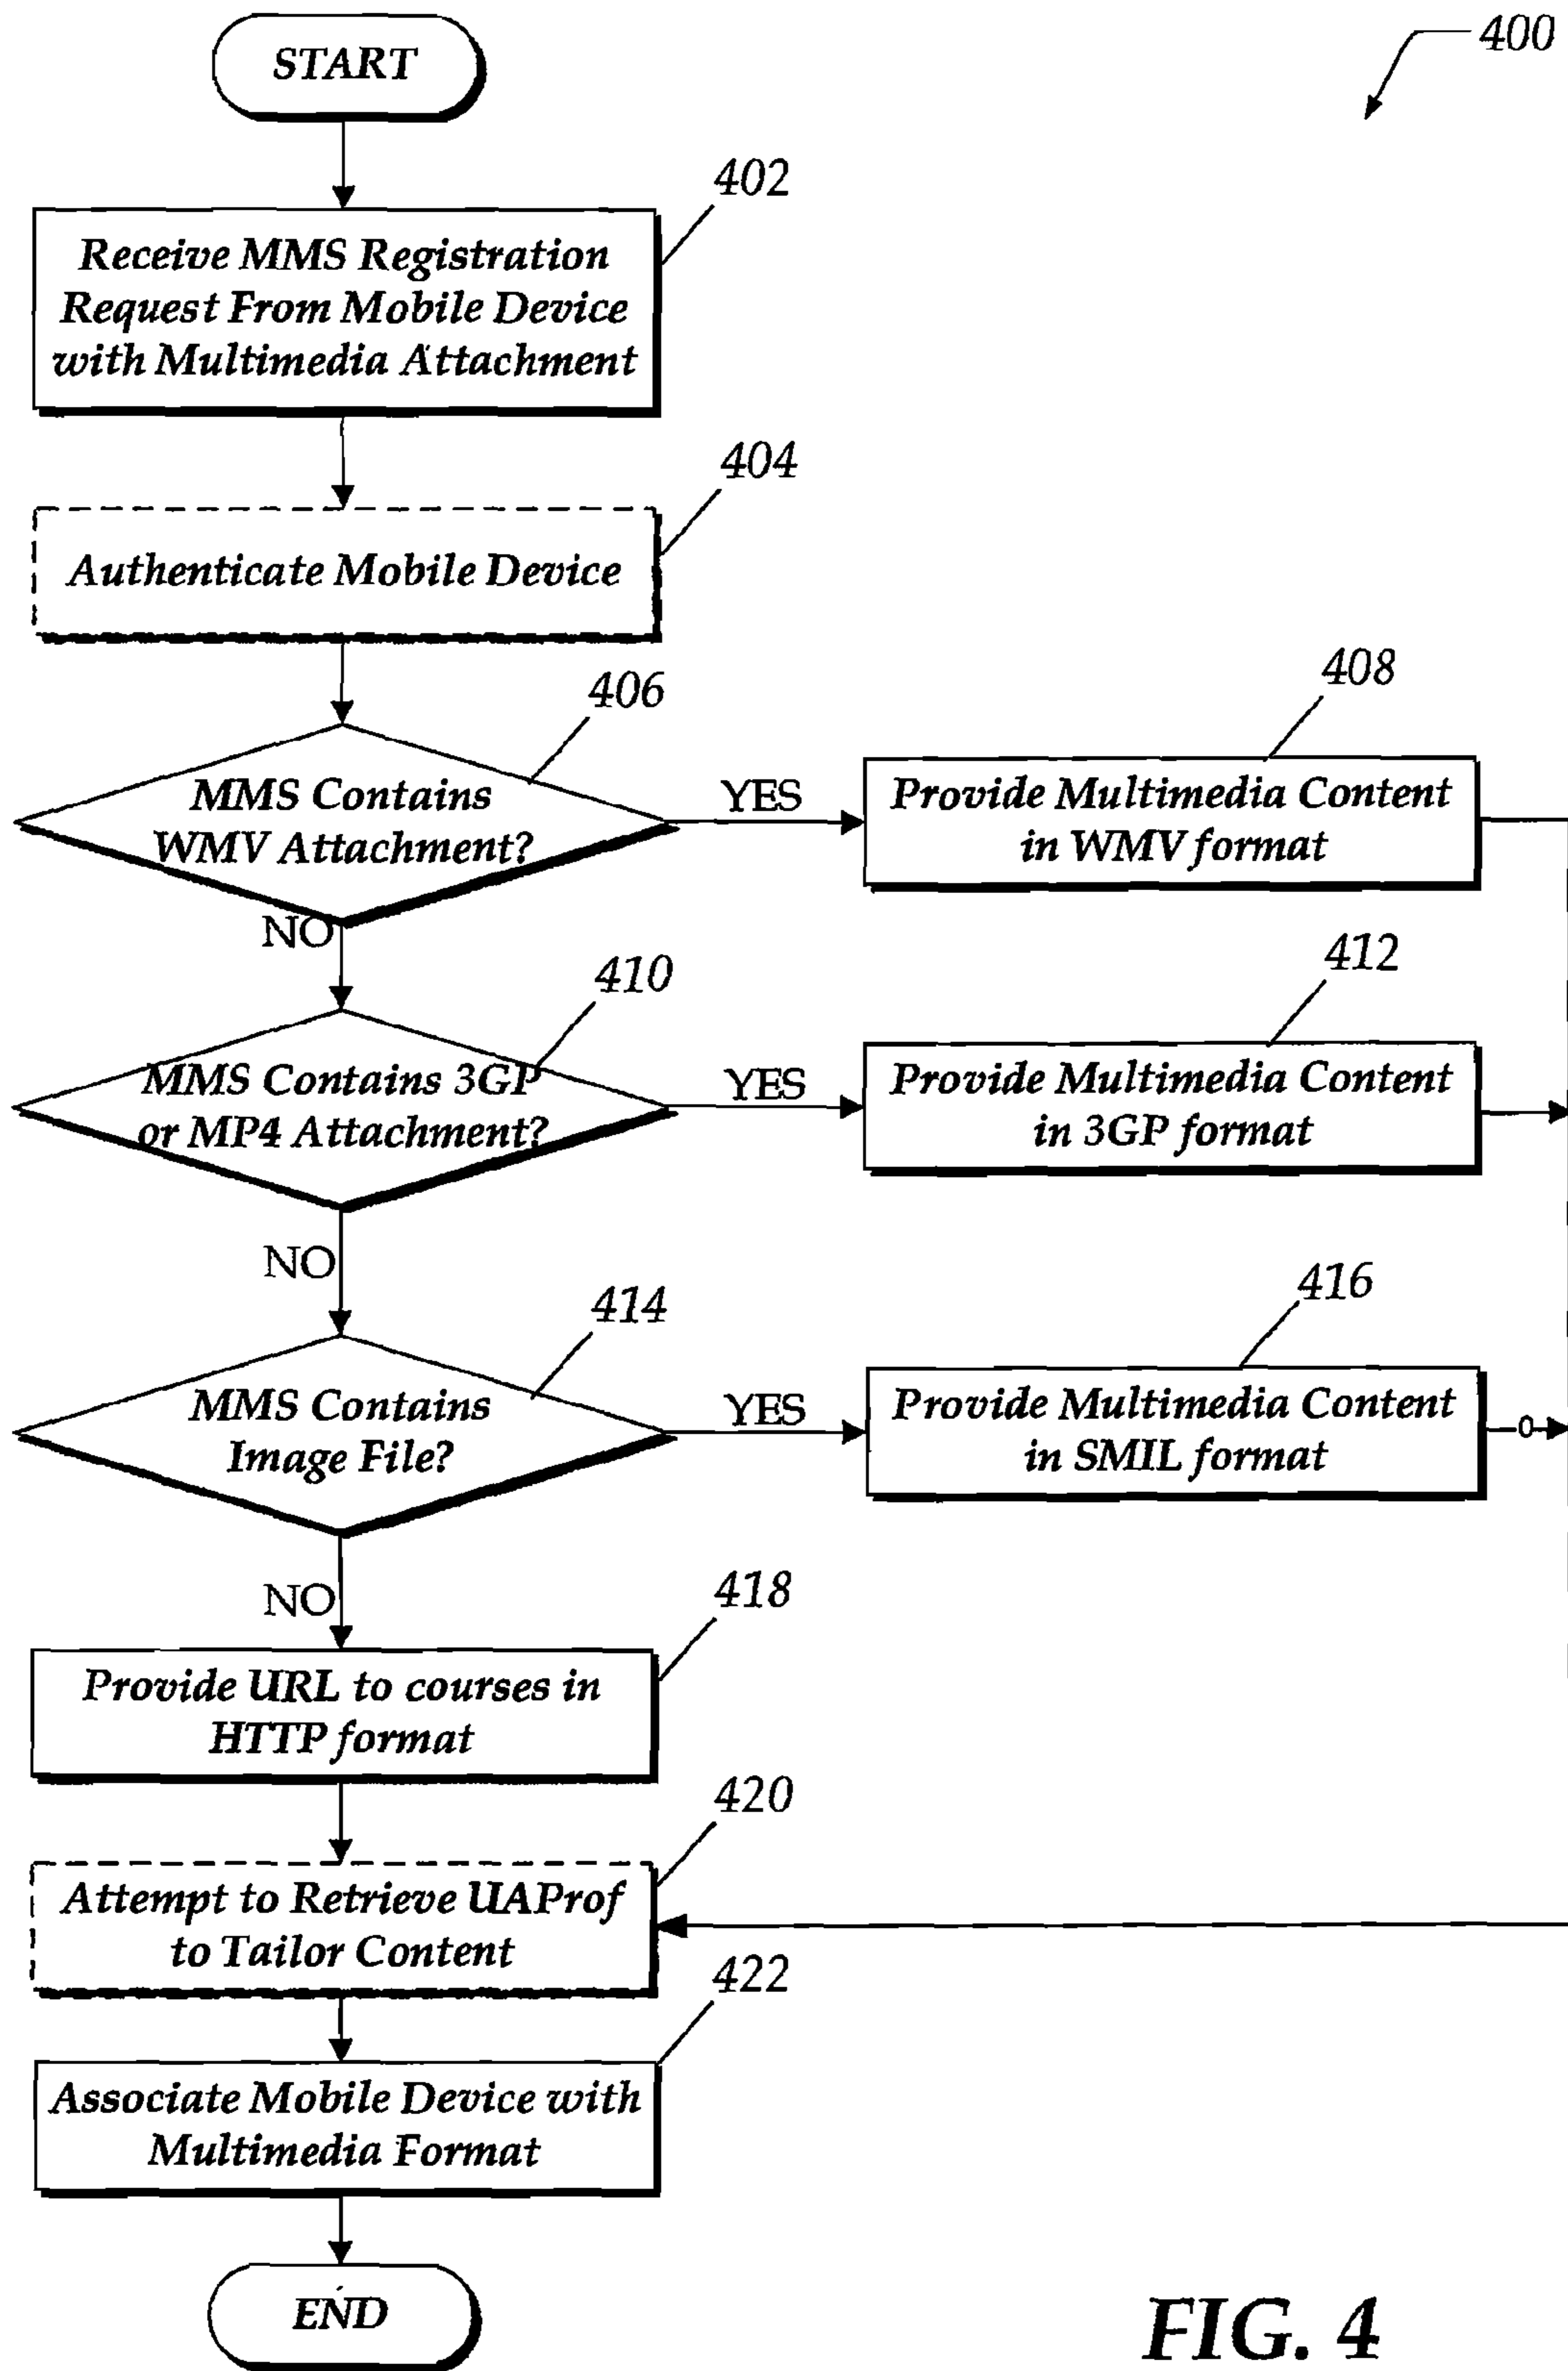 START
400
402
Receive MMS Registration
Request From Mobile Device
with Multimedia Attachment
404
Authenticate Mobile Device
406
MMS Contains
WMV Attachment?
YES
408
Provide Multimedia Content
in WMV format
NO
410
MMS Contains 3GP
or MP4 Attachment?
YES
412
Provide Multimedia Content
in 3GP format
NO
414
MMS Contains
Image File?
YES
416
Provide Multimedia Content
in SMIL format
0
NO
418
Provide URL to courses in
HTTP format
420
Attempt to Retrieve UAProf
to Tailor Content
422
Associate Mobile Device with
Multimedia Format
END
FIG. 4